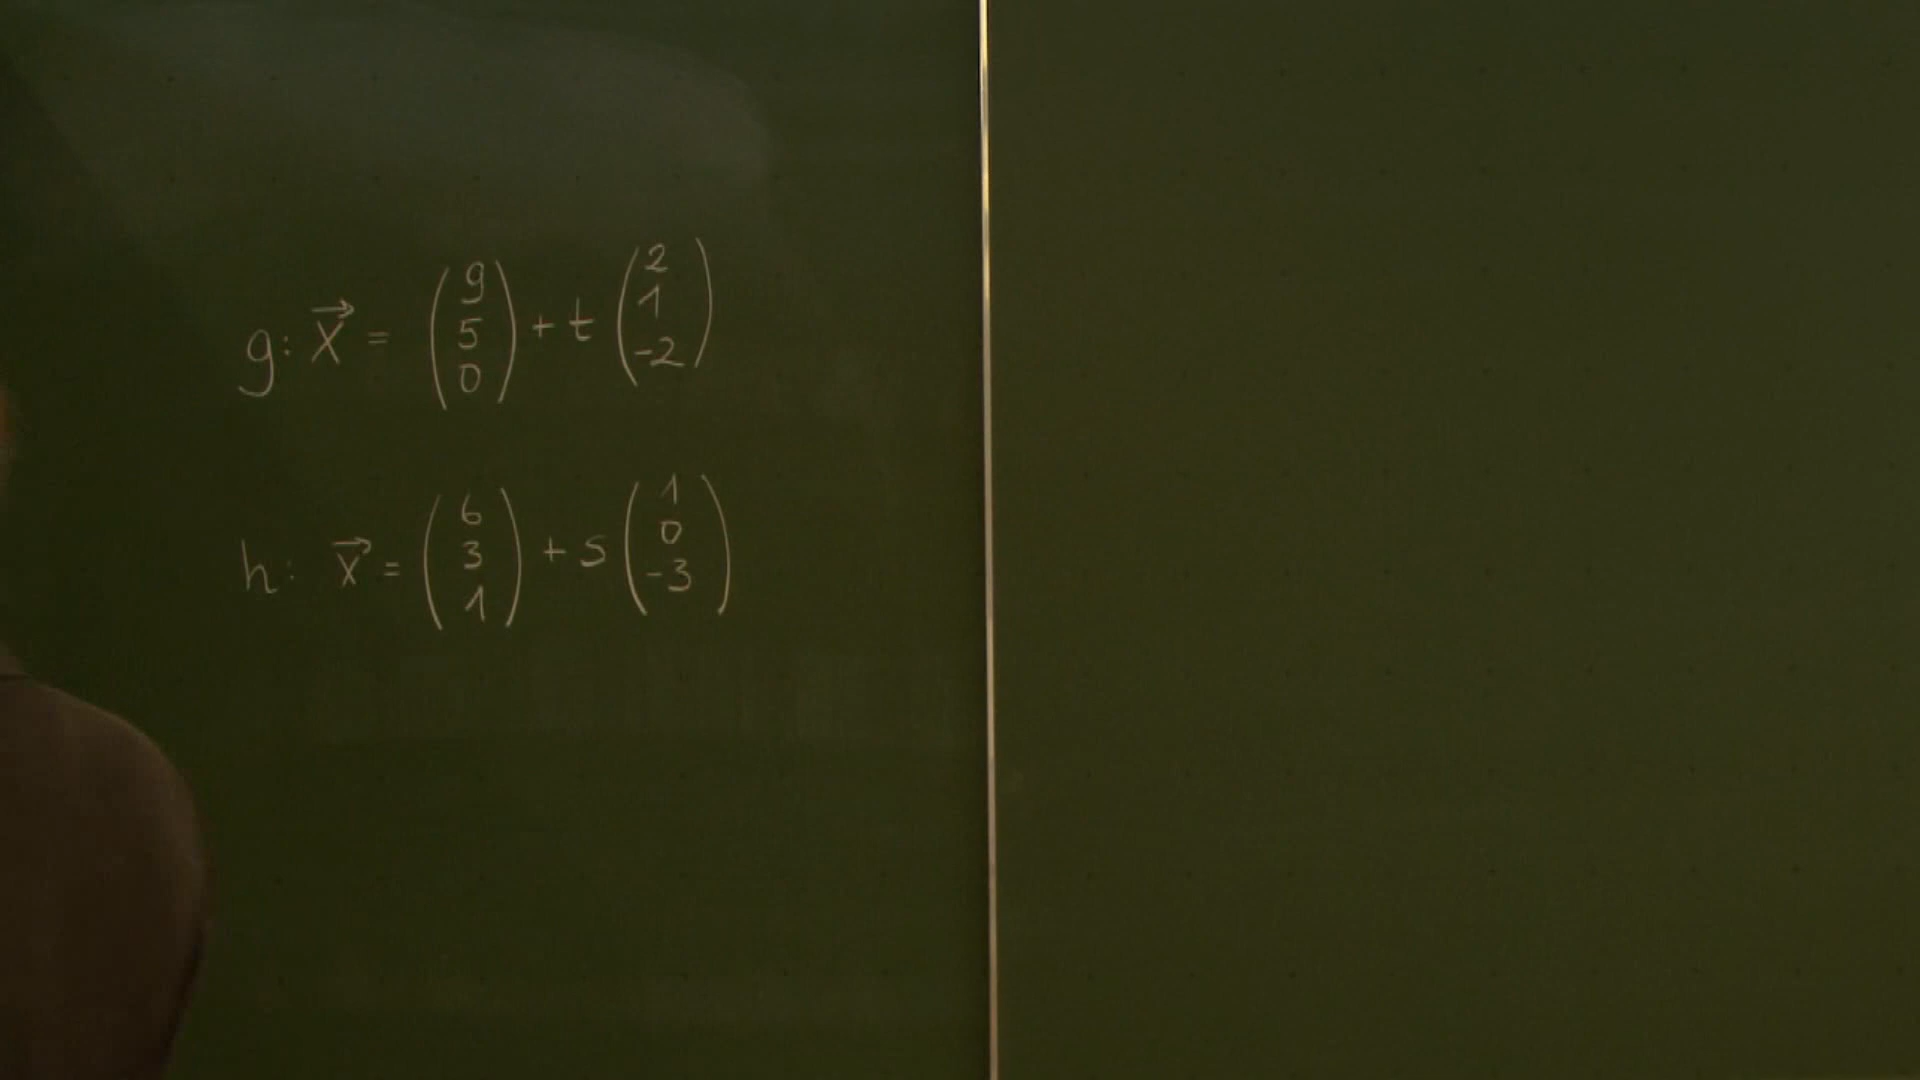 g: x⃗ = (9 5 0) + t (2 1 -2)
h: x⃗ = (6 3 1) + s (1 0 -3)